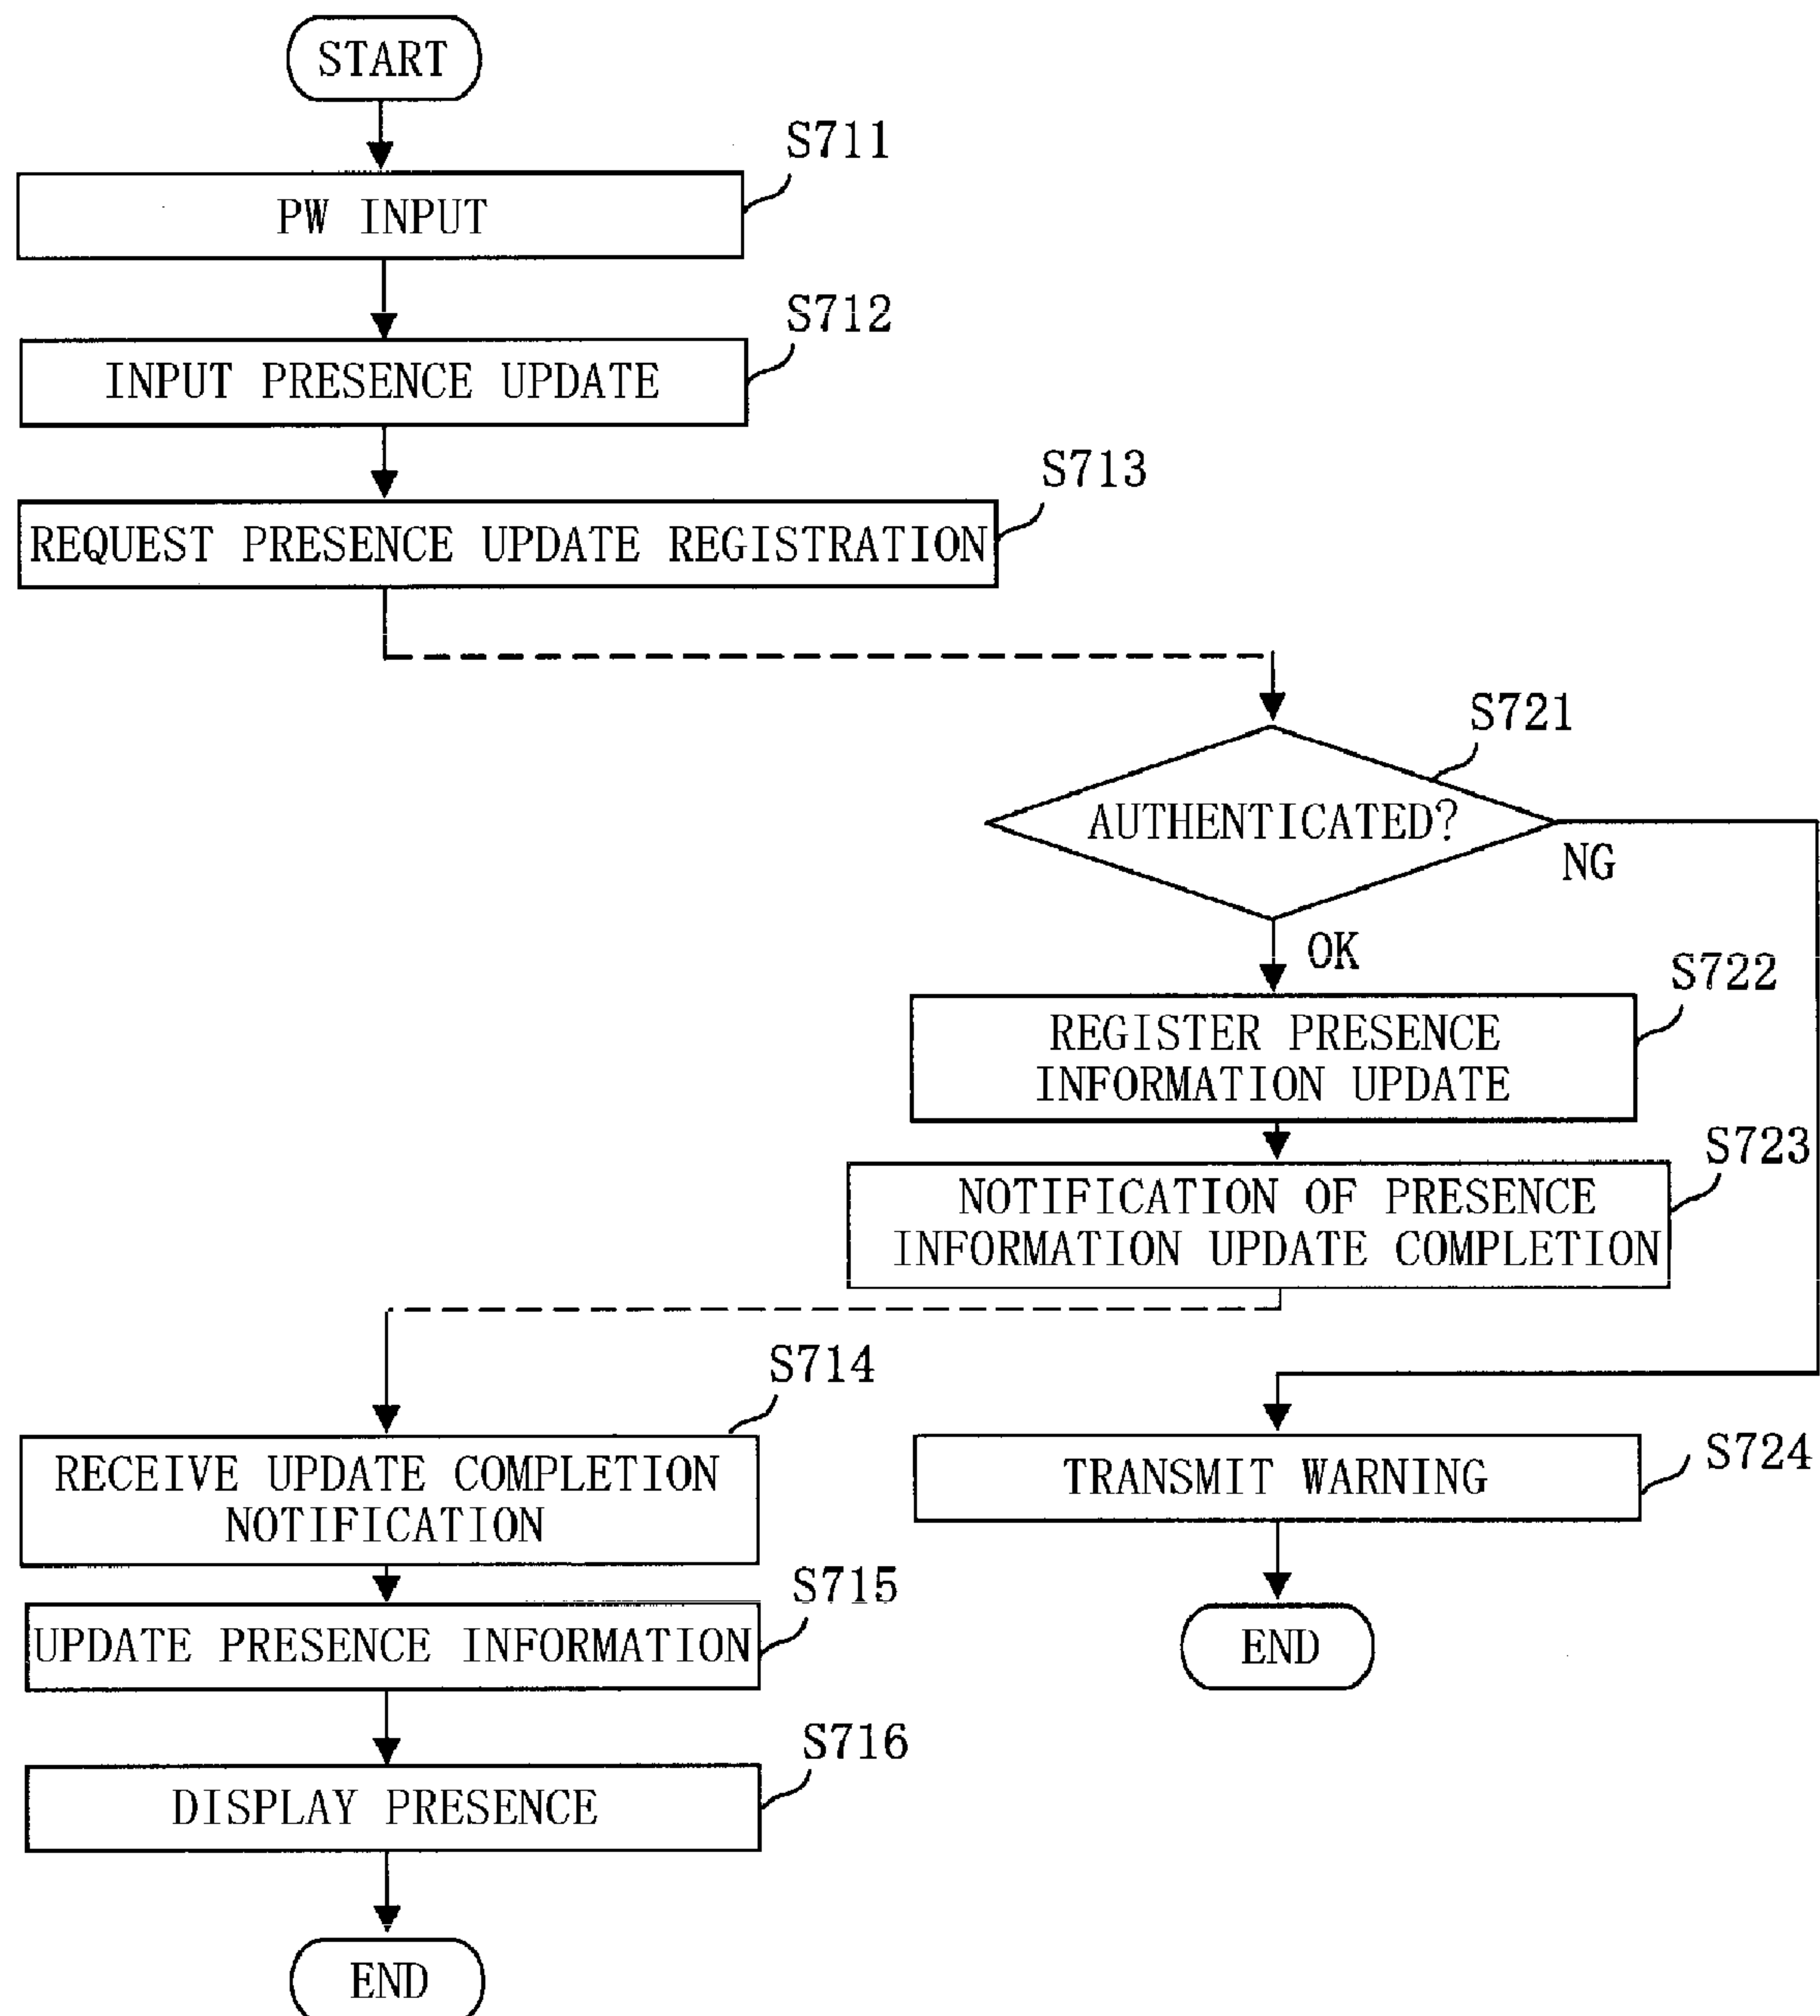 START
S711
PW INPUT
S712
INPUT PRESENCE UPDATE
S713
REQUEST PRESENCE UPDATE REGISTRATION
S721
AUTHENTICATED?
NG
OK
S722
REGISTER PRESENCE
INFORMATION UPDATE
S723
NOTIFICATION OF PRESENCE
INFORMATION UPDATE COMPLETION
S714
RECEIVE UPDATE COMPLETION
NOTIFICATION
S724
TRANSMIT WARNING
S715
UPDATE PRESENCE INFORMATION
END
S716
DISPLAY PRESENCE
END